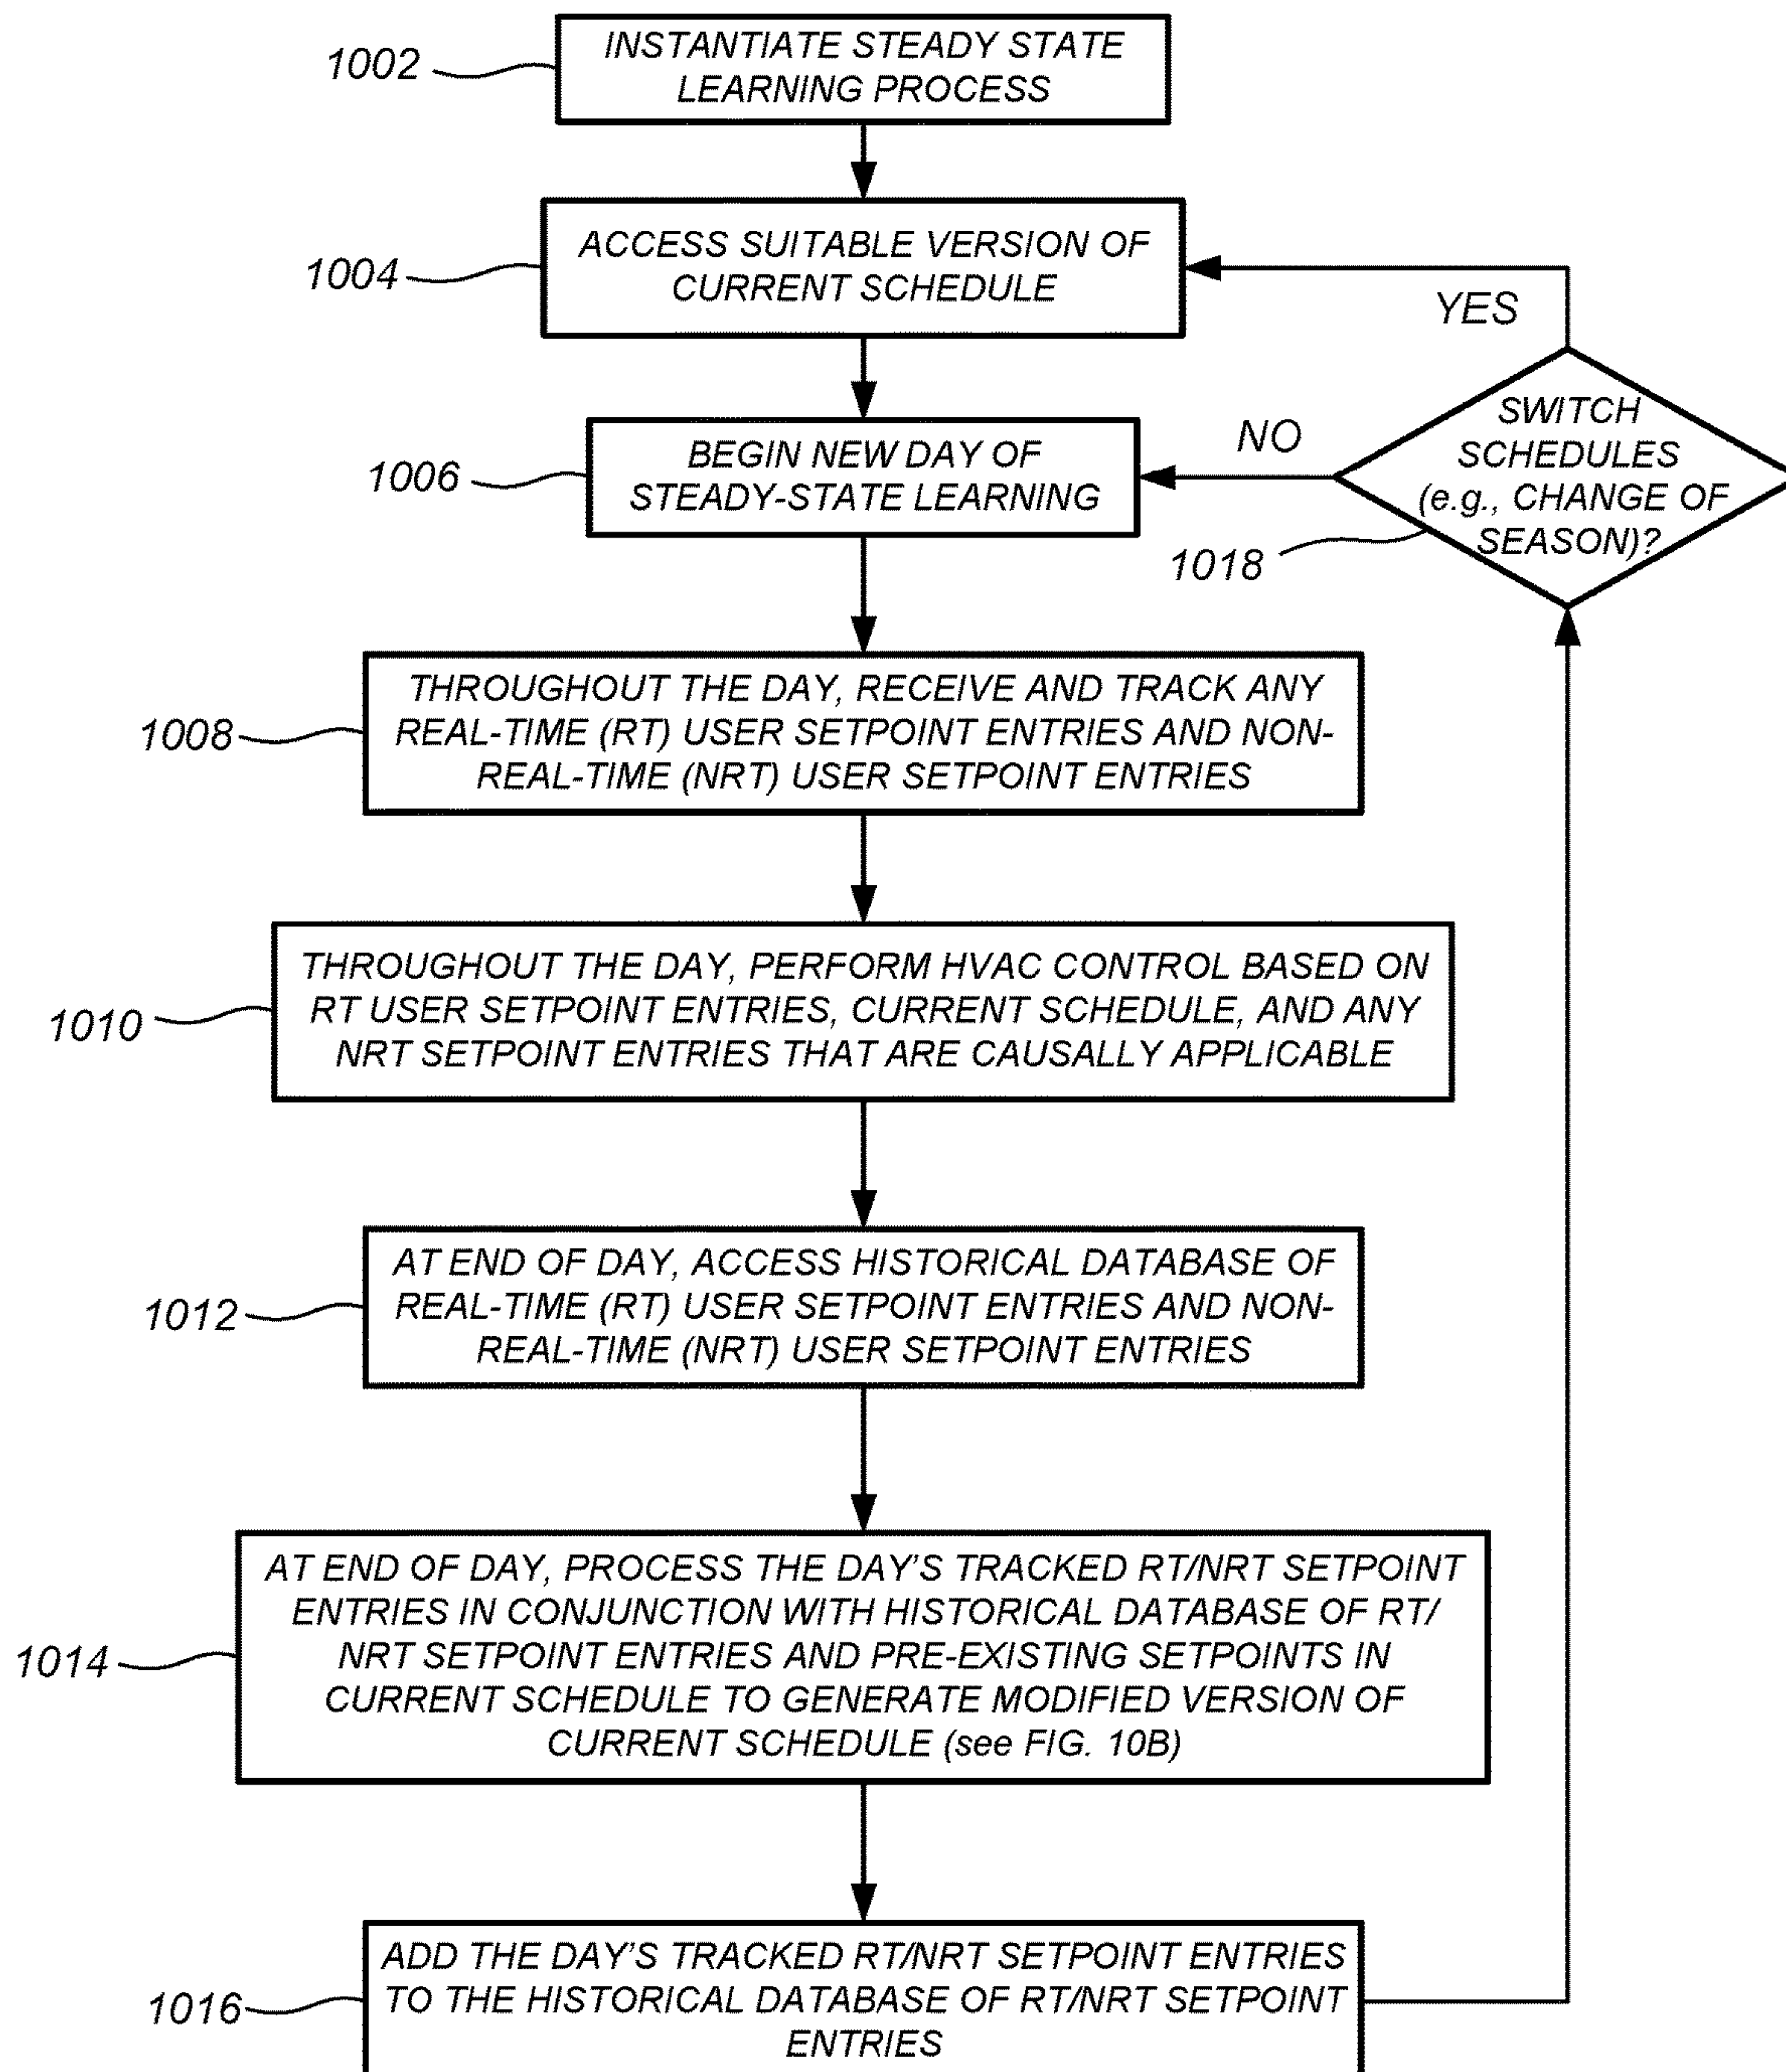 1002
INSTANTIATE STEADY STATE
LEARNING PROCESS
1004
ACCESS SUITABLE VERSION OF
CURRENT SCHEDULE
YES
1006
BEGIN NEW DAY OF
STEADY-STATE LEARNING
NO
SWITCH
SCHEDULES
(e.g., CHANGE OF
SEASON)?
1018
1008
THROUGHOUT THE DAY, RECEIVE AND TRACK ANY
REAL-TIME (RT) USER SETPOINT ENTRIES AND NON-
REAL-TIME (NRT) USER SETPOINT ENTRIES
1010
THROUGHOUT THE DAY, PERFORM HVAC CONTROL BASED ON
RT USER SETPOINT ENTRIES, CURRENT SCHEDULE, AND ANY
NRT SETPOINT ENTRIES THAT ARE CAUSALLY APPLICABLE
1012
AT END OF DAY, ACCESS HISTORICAL DATABASE OF
REAL-TIME (RT) USER SETPOINT ENTRIES AND NON-
REAL-TIME (NRT) USER SETPOINT ENTRIES
1014
AT END OF DAY, PROCESS THE DAY'S TRACKED RT/NRT SETPOINT
ENTRIES IN CONJUNCTION WITH HISTORICAL DATABASE OF RT/
NRT SETPOINT ENTRIES AND PRE-EXISTING SETPOINTS IN
CURRENT SCHEDULE TO GENERATE MODIFIED VERSION OF
CURRENT SCHEDULE (see FIG. 10B)
1016
ADD THE DAY'S TRACKED RT/NRT SETPOINT ENTRIES
TO THE HISTORICAL DATABASE OF RT/NRT SETPOINT
ENTRIES